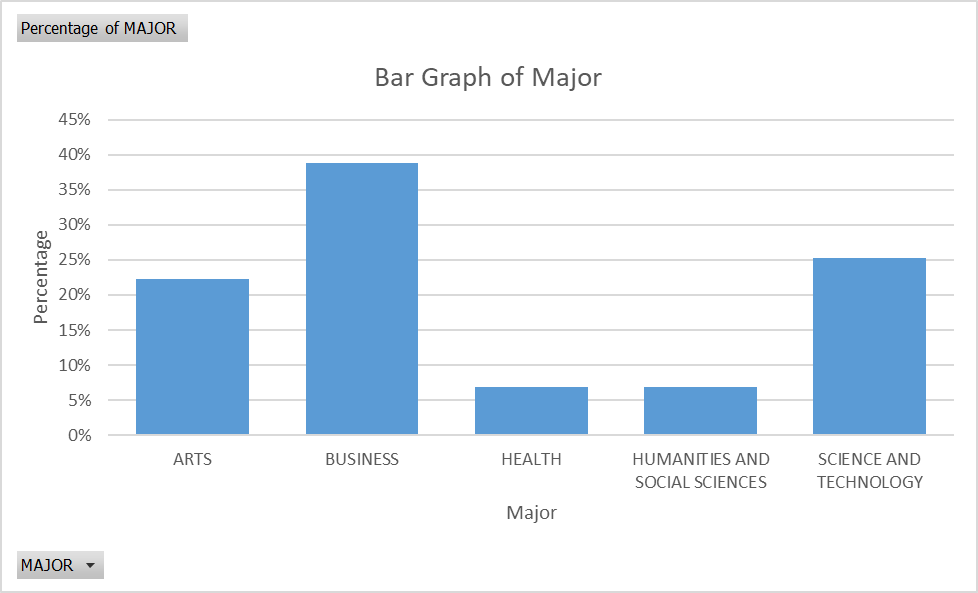 Percentage of MAJOR
Bar Graph of Major
45%
40%
35%
30%
25%
20%
15%
10%
5%
0%
Percentage
ARTS
BUSINESS
HEALTH
HUMANITIES AND
SOCIAL SCIENCES
SCIENCE AND
TECHNOLOGY
Major
MAJOR